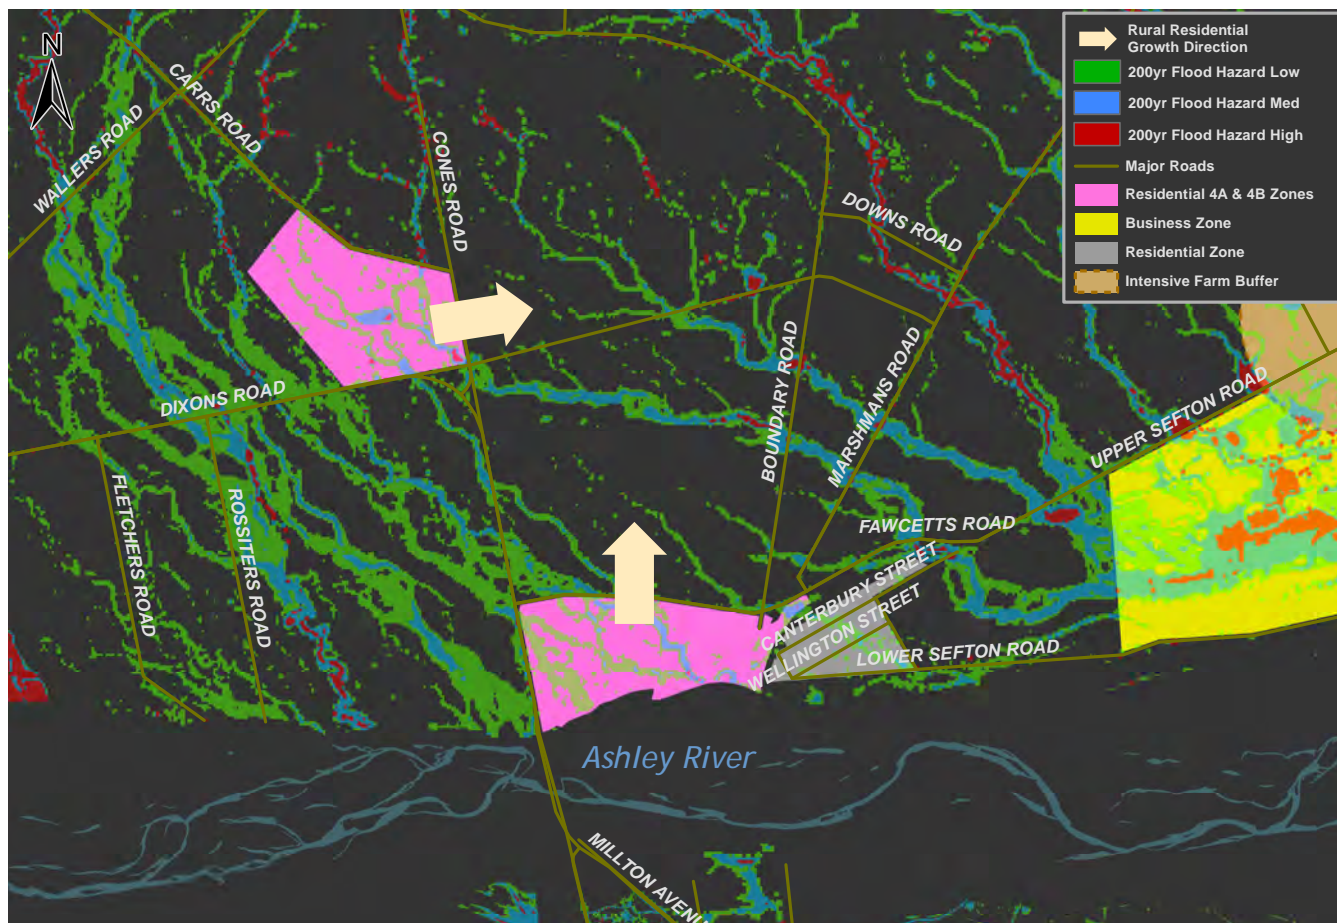 N
Rural Residential
Growth Direction
200yr Flood Hazard Low
200yr Flood Hazard Med
200yr Flood Hazard High
Major Roads
Residential 4A & 4B Zones
Business Zone
Residential Zone
Intensive Farm Buffer
CARRS ROAD
WALLERS ROAD
CONES ROAD
DOWNS ROAD
DIXONS ROAD
BOUNDARY ROAD
MARSHMANS ROAD
UPPER SEFTON ROAD
FLETCHERS ROAD
ROSSITERS ROAD
FAWCETTS ROAD
CANTERBURY STREET
WELLINGTON STREET
LOWER SEFTON ROAD
Ashley River
MILLTON AVENU